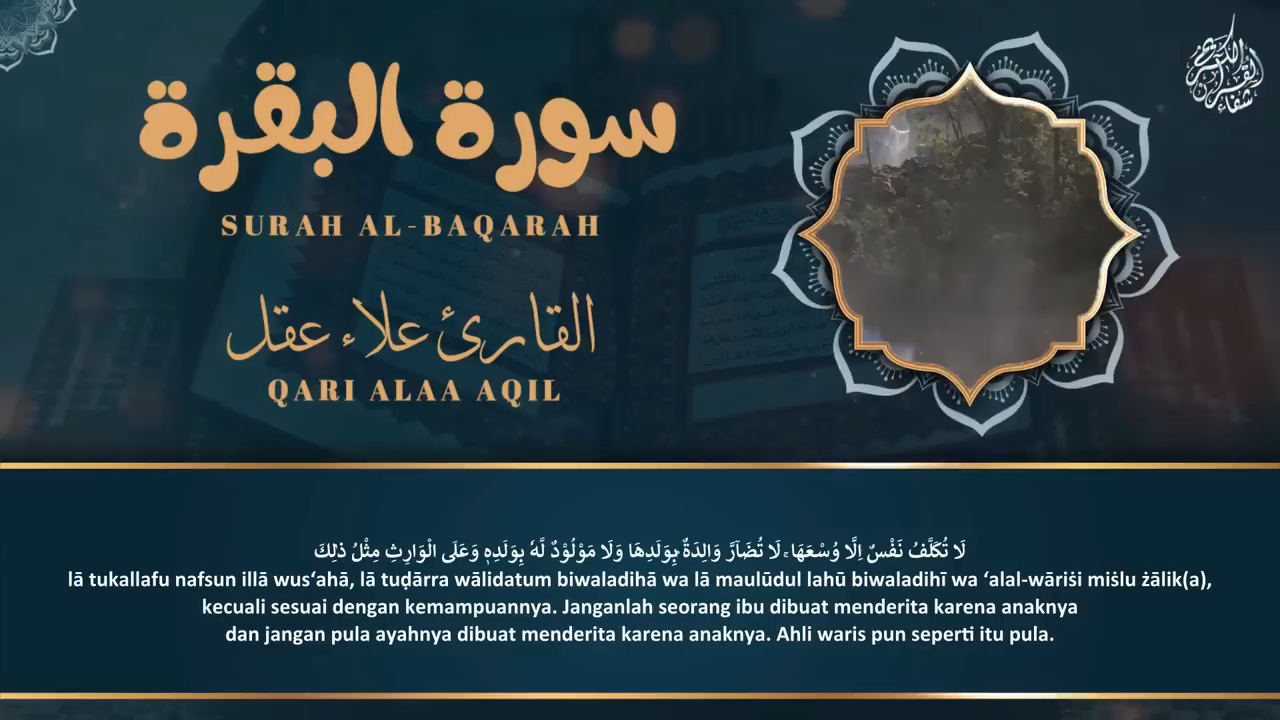 سورة البقرة
SURAH AL-BAQARAH
القارئ علاء عقل
QARI ALAA AQIL
شفاء القرآن الكريم
لَا تُكَلَّفُ نَفْسٌ اِلَّا وُسْعَهَا ۚ لَا تُضَاۤرَّ وَالِدَةٌ ۢبِوَلَدِهَا وَلَا مَوْلُوْدٌ لَّهٗ بِوَلَدِهٖ وَعَلَى الْوَارِثِ مِثْلُ ذٰلِكَ
lā tukallafu nafsun illā wus‘ahā, lā tuḍārra wālidatum biwaladihā wa lā maulūdul lahū biwaladihī wa ‘alal-wāriṡi miṡlu żālik(a),
kecuali sesuai dengan kemampuannya. Janganlah seorang ibu dibuat menderita karena anaknya
dan jangan pula ayahnya dibuat menderita karena anaknya. Ahli waris pun seperti itu pula.